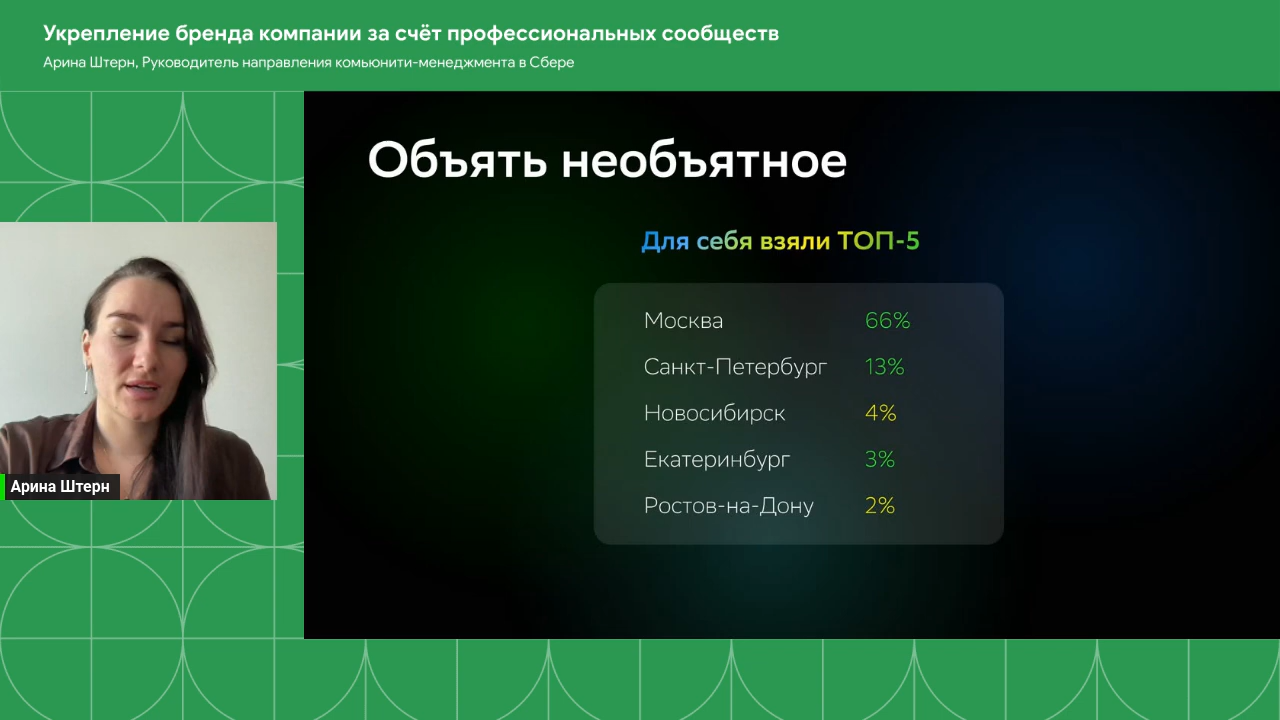 Укрепление бренда компании за счёт профессиональных сообществ
Арина Штерн, Руководитель направления комьюнити-менеджмента в Сбере
Объять необъятное
Для себя взяли ТОП-5
Москва 66%
Санкт-Петербург 13%
Новосибирск 4%
Екатеринбург 3%
Ростов-на-Дону 2%
Арина Штерн